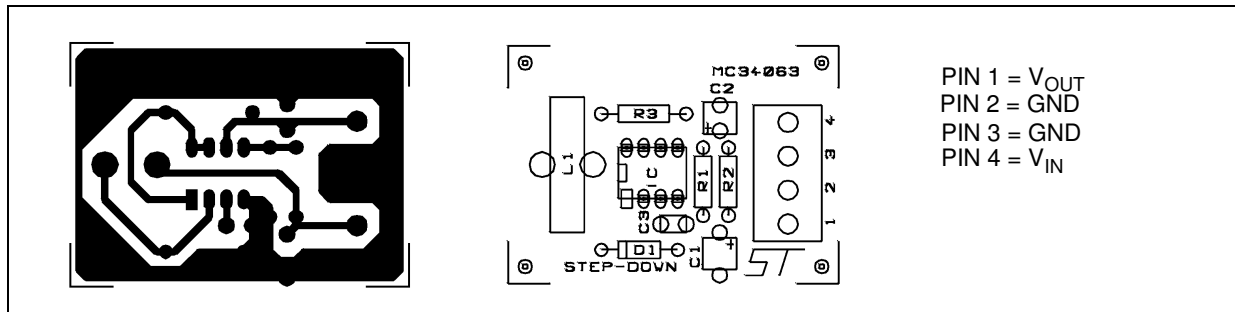 MC34063
C2
R3
+
4
L1
IC
R1
R2
3
2
C3
1
D1
C1
+
STEP-DOWN
ST
PIN 1 = VOUT
PIN 2 = GND
PIN 3 = GND
PIN 4 = VIN